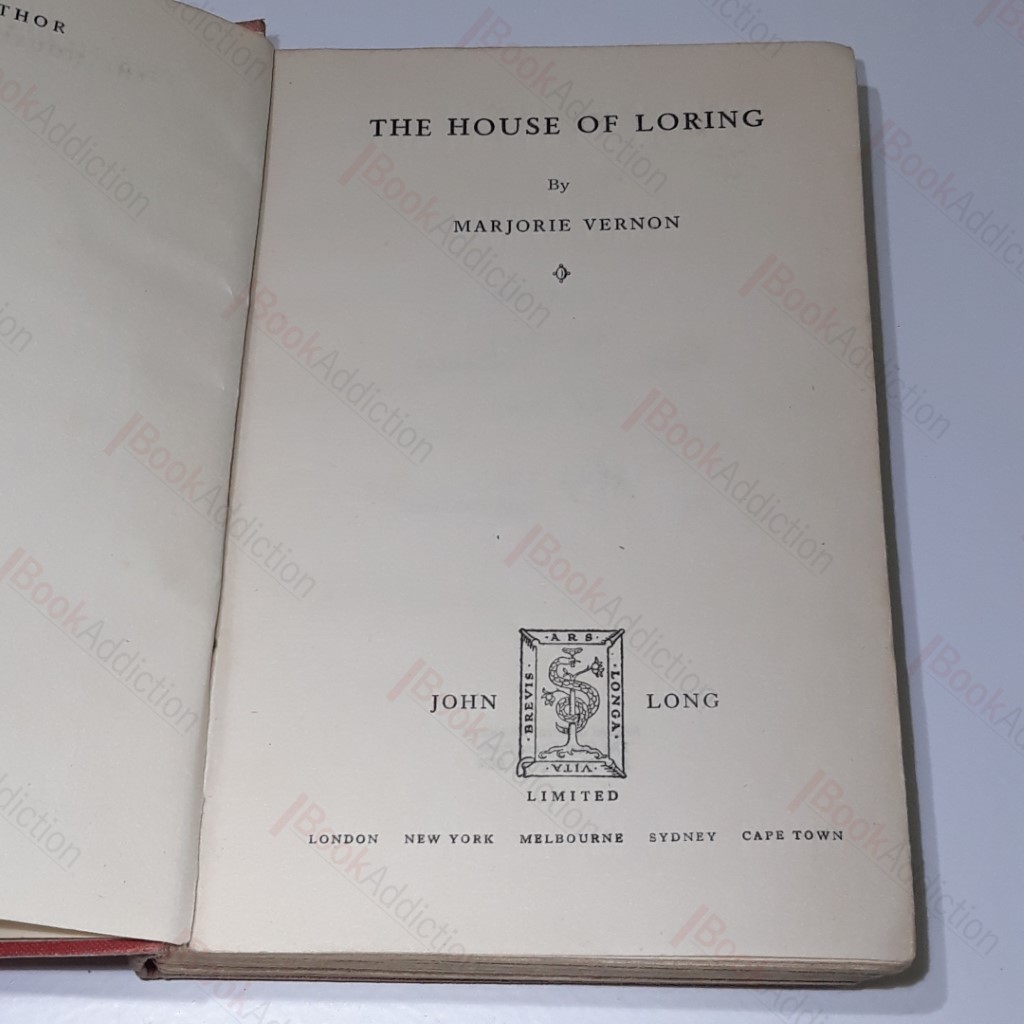 THOR
THE HOUSE OF LORING
By
MARJORIE VERNON
JOHN LONG
· ARS · LONGA · VITA · BREVIS ·
LIMITED
LONDON NEW YORK MELBOURNE SYDNEY CAPE TOWN
BookAddiction